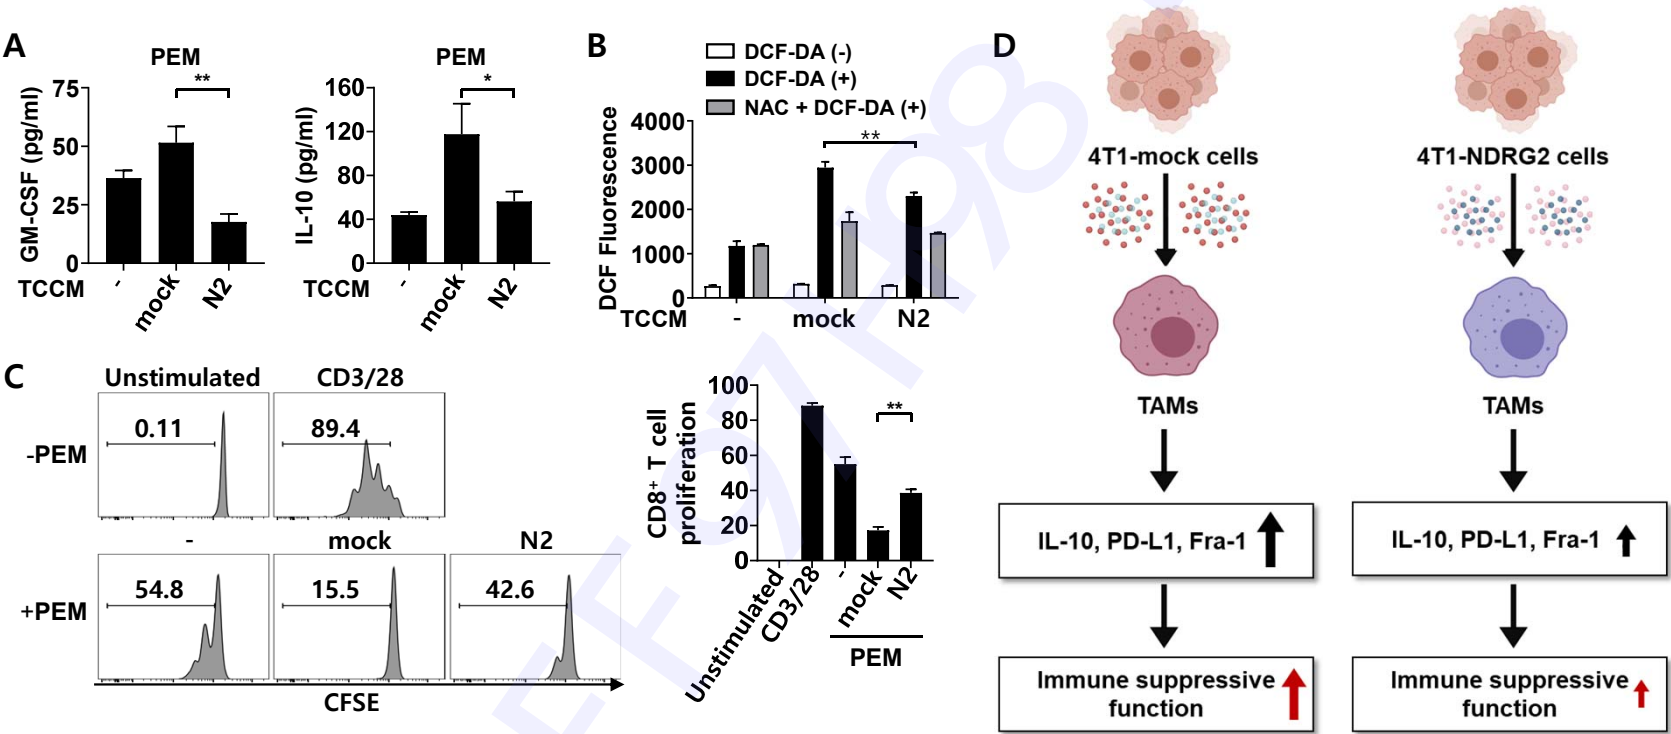 A
PEM
**
GM-CSF (pg/ml)
75
50
25
0
TCCM
-
mock
N2
PEM
*
IL-10 (pg/ml)
160
120
80
40
0
TCCM
-
mock
N2
B
DCF-DA (-)
DCF-DA (+)
NAC + DCF-DA (+)
**
DCF Fluorescence
4000
3000
2000
1000
0
TCCM
-
mock
N2
C
Unstimulated
CD3/28
-PEM
0.11
89.4
-
mock
N2
+PEM
54.8
15.5
42.6
CFSE
CD8⁺ T cell
proliferation
100
80
60
40
20
0
**
Unstimulated
CD3/28
-
mock
N2
PEM
D
4T1-mock cells
TAMs
IL-10, PD-L1, Fra-1
Immune suppressive
function
4T1-NDRG2 cells
TAMs
IL-10, PD-L1, Fra-1
Immune suppressive
function